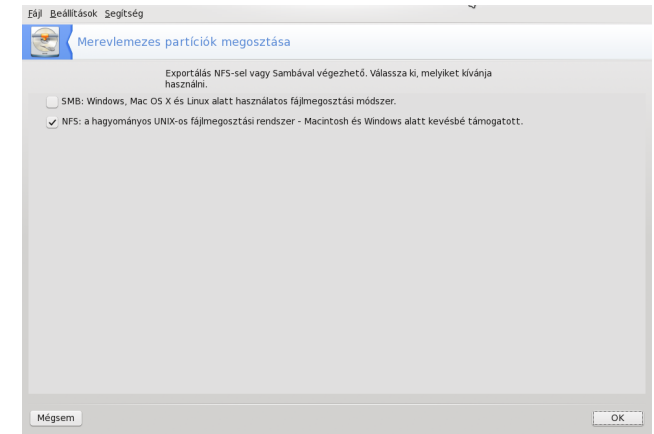 Fájl Beállítások Segítség
Merevlemezes partíciók megosztása
Exportálás NFS-sel vagy Sambával végezhető. Válassza ki, melyiket kívánja
használni.
SMB: Windows, Mac OS X és Linux alatt használatos fájlmegosztási módszer.
NFS: a hagyományos UNIX-os fájlmegosztási rendszer - Macintosh és Windows alatt kevésbé támogatott.
Mégsem OK